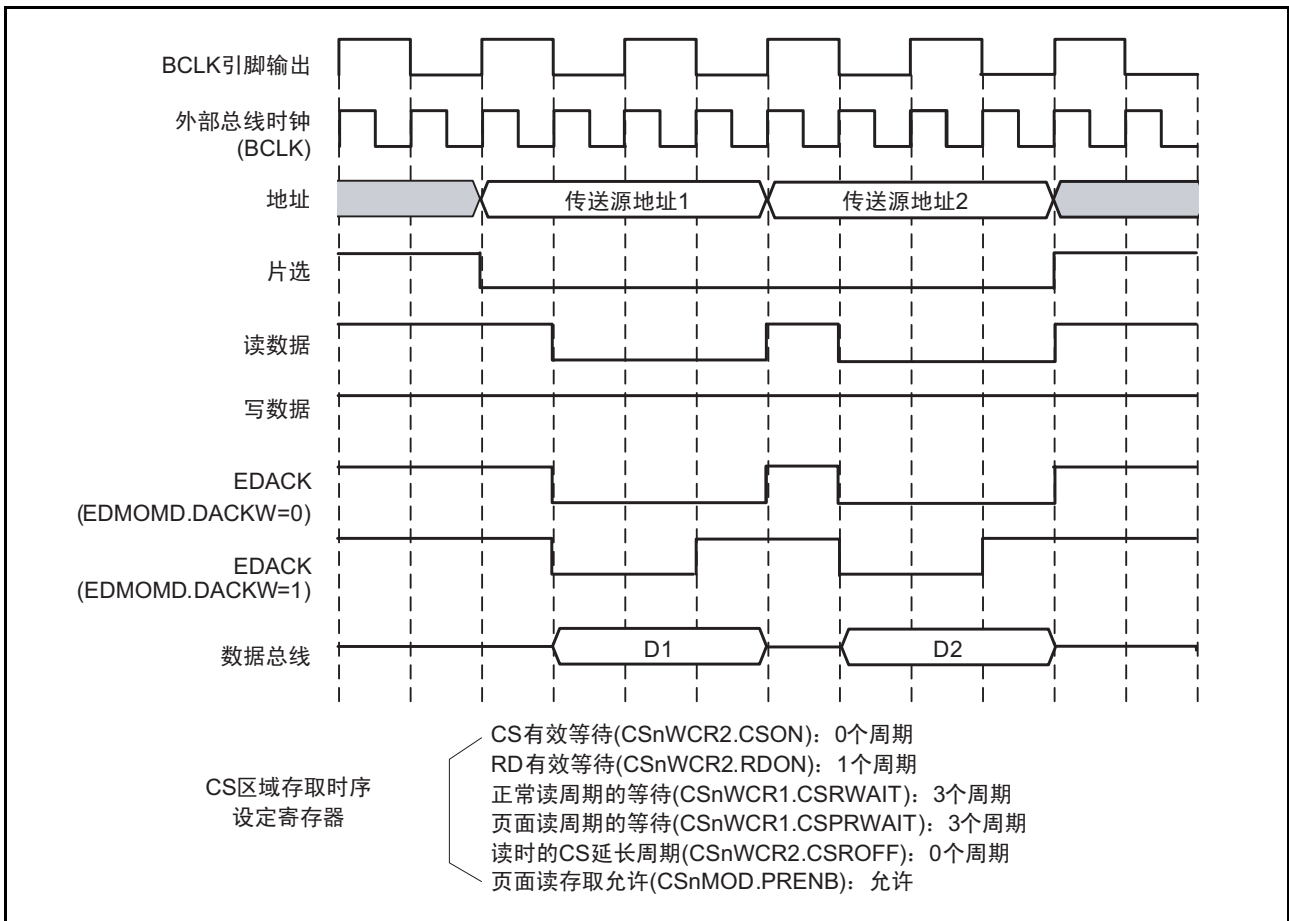 BCLK引脚输出
外部总线时钟
(BCLK)
地址
传送源地址1
传送源地址2
片选
读数据
写数据
EDACK
(EDMOMD.DACKW=0)
EDACK
(EDMOMD.DACKW=1)
数据总线
D1
D2
CS区域存取时序
设定寄存器
CS有效等待(CSnWCR2.CSON)：0个周期
RD有效等待(CSnWCR2.RDON)：1个周期
正常读周期的等待(CSnWCR1.CSRWAIT)：3个周期
页面读周期的等待(CSnWCR1.CSPRWAIT)：3个周期
读时的CS延长周期(CSnWCR2.CSROFF)：0个周期
页面读存取允许(CSnMOD.PRENB)：允许